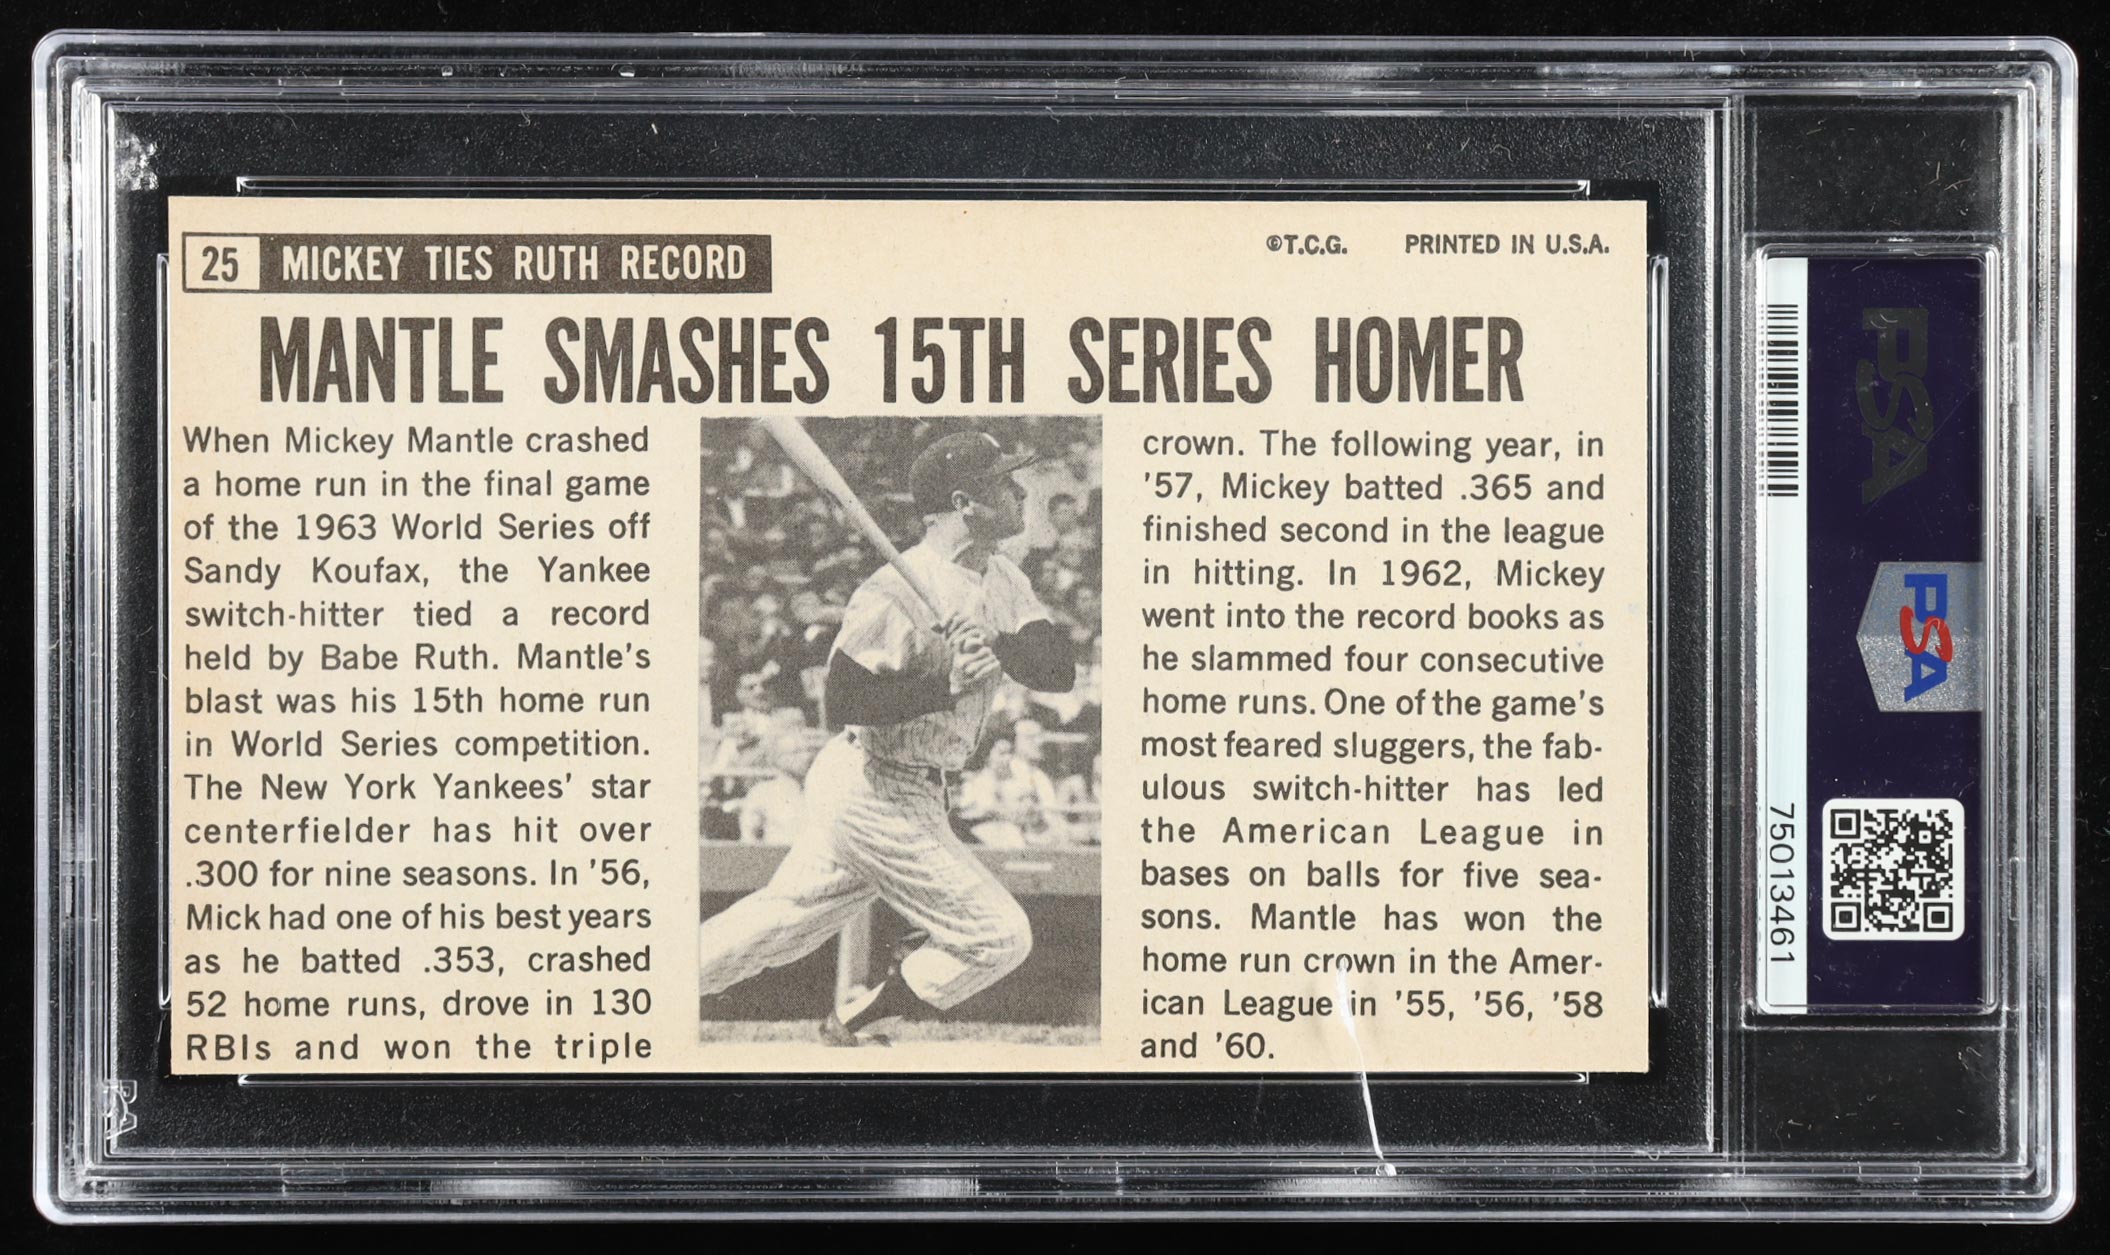 25 MICKEY TIES RUTH RECORD
©T.C.G. PRINTED IN U.S.A.
MANTLE SMASHES 15TH SERIES HOMER
When Mickey Mantle crashed
a home run in the final game
of the 1963 World Series off
Sandy Koufax, the Yankee
switch-hitter tied a record
held by Babe Ruth. Mantle's
blast was his 15th home run
in World Series competition.
The New York Yankees' star
centerfielder has hit over
.300 for nine seasons. In '56,
Mick had one of his best years
as he batted .353, crashed
52 home runs, drove in 130
RBIs and won the triple
crown. The following year, in
'57, Mickey batted .365 and
finished second in the league
in hitting. In 1962, Mickey
went into the record books as
he slammed four consecutive
home runs. One of the game's
most feared sluggers, the fab-
ulous switch-hitter has led
the American League in
bases on balls for five sea-
sons. Mantle has won the
home run crown in the Amer-
ican League in '55, '56, '58
and '60.
PSA
PSA
75013461